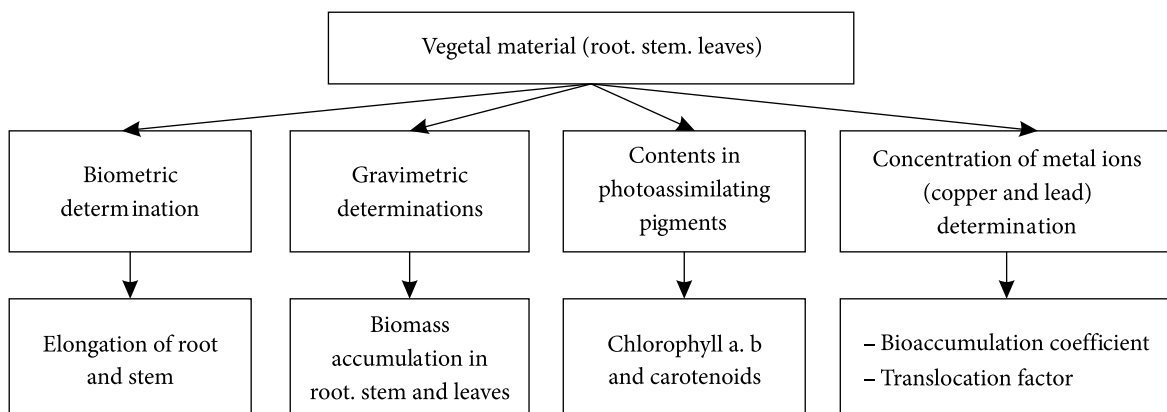 Vegetal material (root. stem. leaves)
Biometric
determination
Gravimetric
determinations
Contents in
photoassimilating
pigments
Concentration of metal ions
(copper and lead)
determination
Elongation of root
and stem
Biomass
accumulation in
root. stem and leaves
Chlorophyll a. b
and carotenoids
– Bioaccumulation coefficient
– Translocation factor